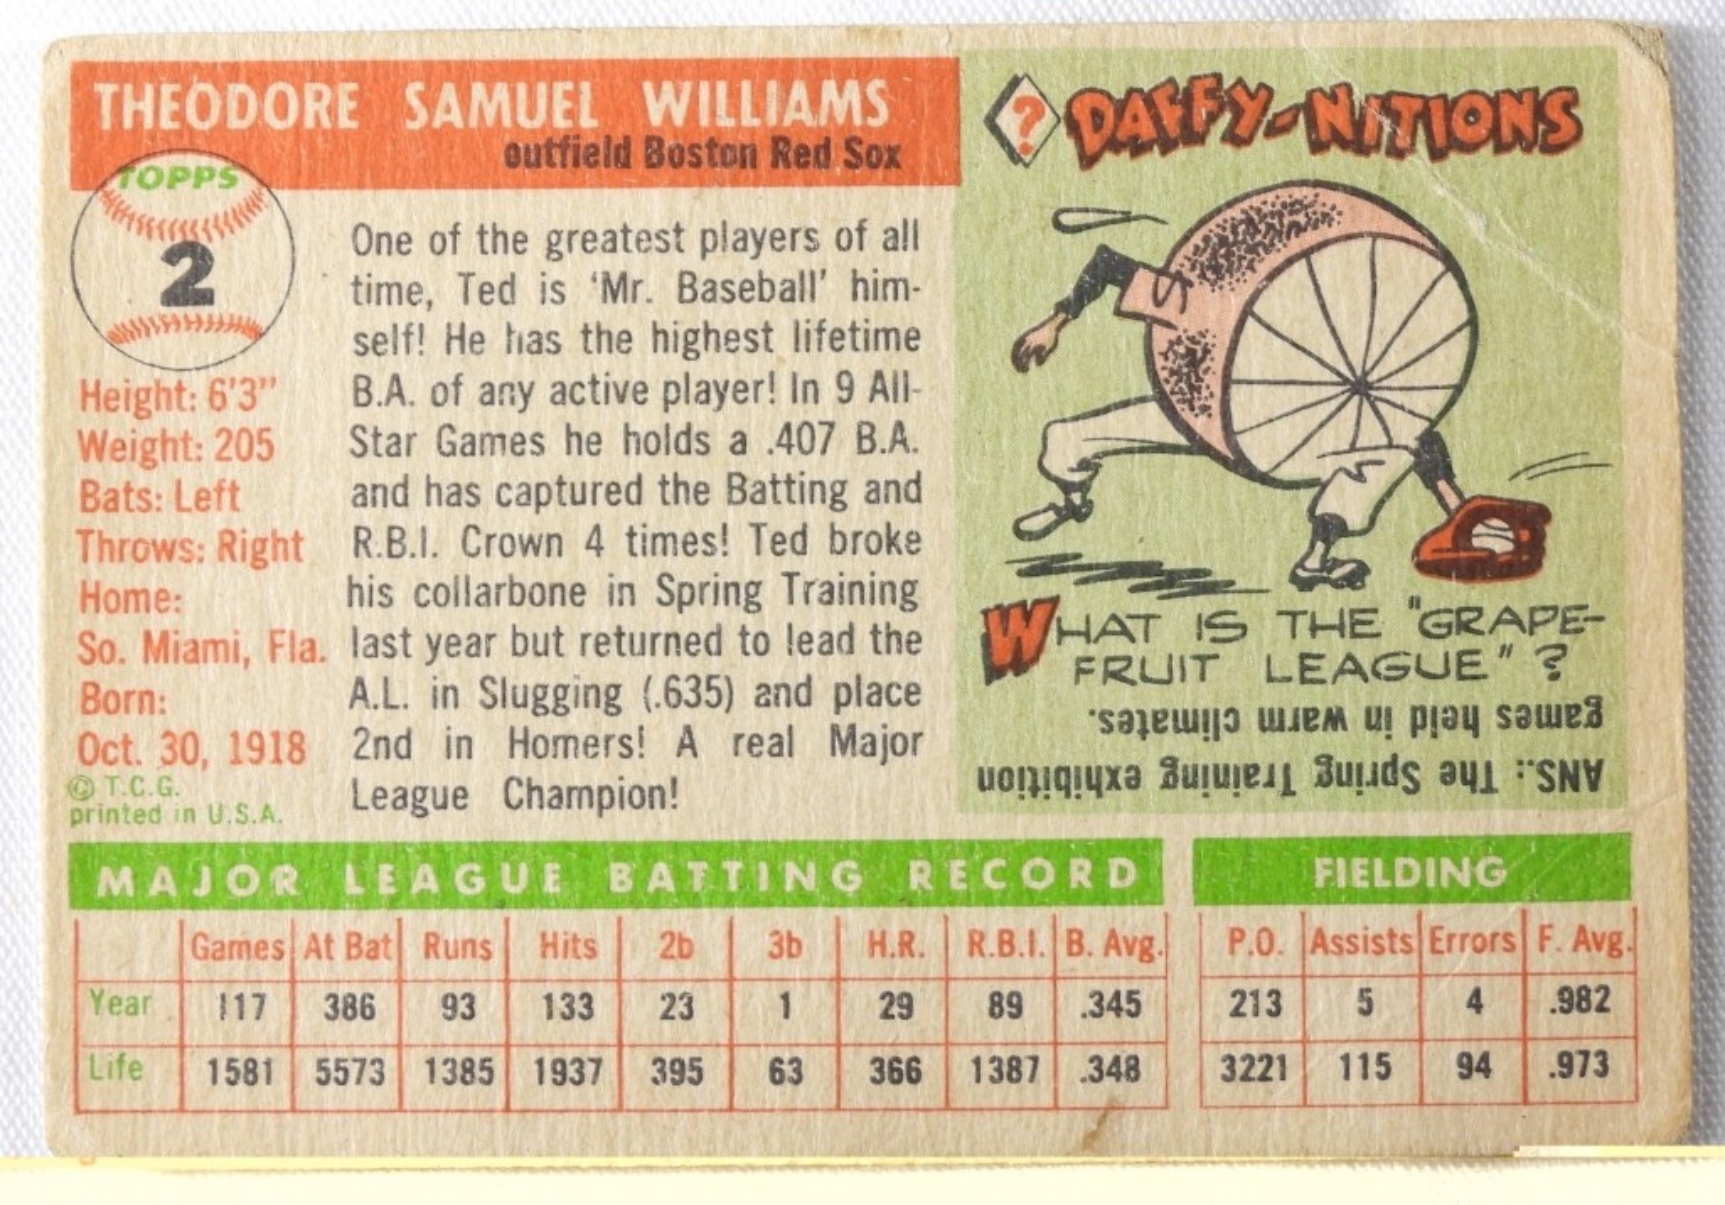 THEODORE SAMUEL WILLIAMS
outfield Boston Red Sox
TOPPS
2
Height: 6'3"
Weight: 205
Bats: Left
Throws: Right
Home:
So. Miami, Fla.
Born:
Oct. 30, 1918
© T.C.G.
printed in U.S.A.
One of the greatest players of all
time, Ted is 'Mr. Baseball' him-
self! He has the highest lifetime
B.A. of any active player! In 9 All-
Star Games he holds a .407 B.A.
and has captured the Batting and
R.B.I. Crown 4 times! Ted broke
his collarbone in Spring Training
last year but returned to lead the
A.L. in Slugging (.635) and place
2nd in Homers! A real Major
League Champion!
? DAFFY-NITIONS
WHAT IS THE "GRAPE-
FRUIT LEAGUE"?
ANS.: The Spring Training exhibition
games held in warm climates.
MAJOR LEAGUE BATTING RECORD
Games At Bat Runs Hits 2b 3b H.R. R.B.I. B. Avg.
Year 117 386 93 133 23 1 29 89 .345
Life 1581 5573 1385 1937 395 63 366 1387 .348
FIELDING
P.O. Assists Errors F. Avg.
213 5 4 .982
3221 115 94 .973